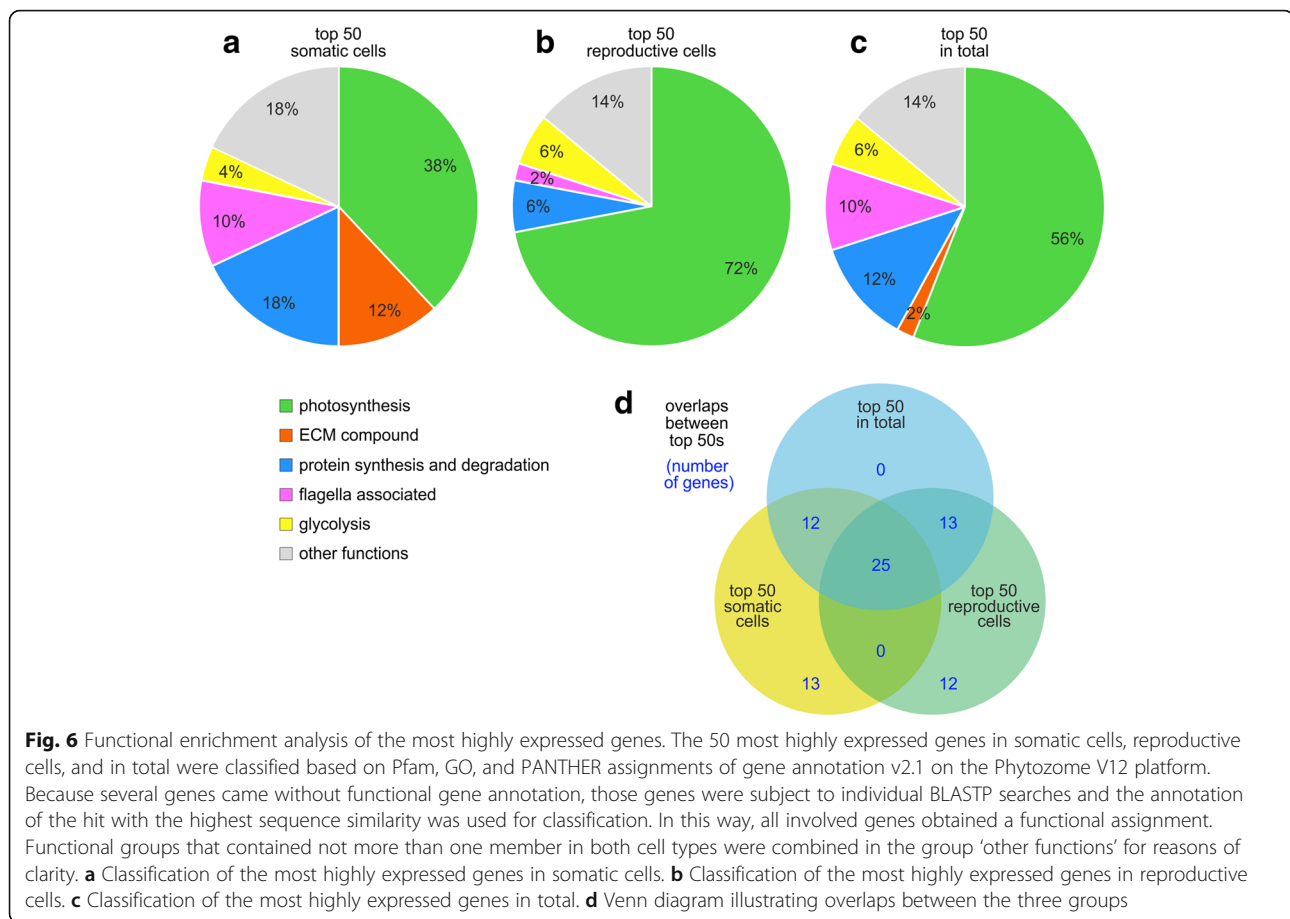 a
top 50
somatic cells
18%
38%
4%
10%
18%
12%
b
top 50
reproductive cells
14%
6%
2%
6%
72%
c
top 50
in total
14%
6%
10%
56%
12%
2%
photosynthesis
ECM compound
protein synthesis and degradation
flagella associated
glycolysis
other functions
d
overlaps
between
top 50s
(number
of genes)
top 50
in total
0
12
13
25
top 50
somatic
cells
top 50
reproductive
cells
0
13
12
Fig. 6 Functional enrichment analysis of the most highly expressed genes. The 50 most highly expressed genes in somatic cells, reproductive
cells, and in total were classified based on Pfam, GO, and PANTHER assignments of gene annotation v2.1 on the Phytozome V12 platform.
Because several genes came without functional gene annotation, those genes were subject to individual BLASTP searches and the annotation
of the hit with the highest sequence similarity was used for classification. In this way, all involved genes obtained a functional assignment.
Functional groups that contained not more than one member in both cell types were combined in the group ‘other functions’ for reasons of
clarity. a Classification of the most highly expressed genes in somatic cells. b Classification of the most highly expressed genes in reproductive
cells. c Classification of the most highly expressed genes in total. d Venn diagram illustrating overlaps between the three groups